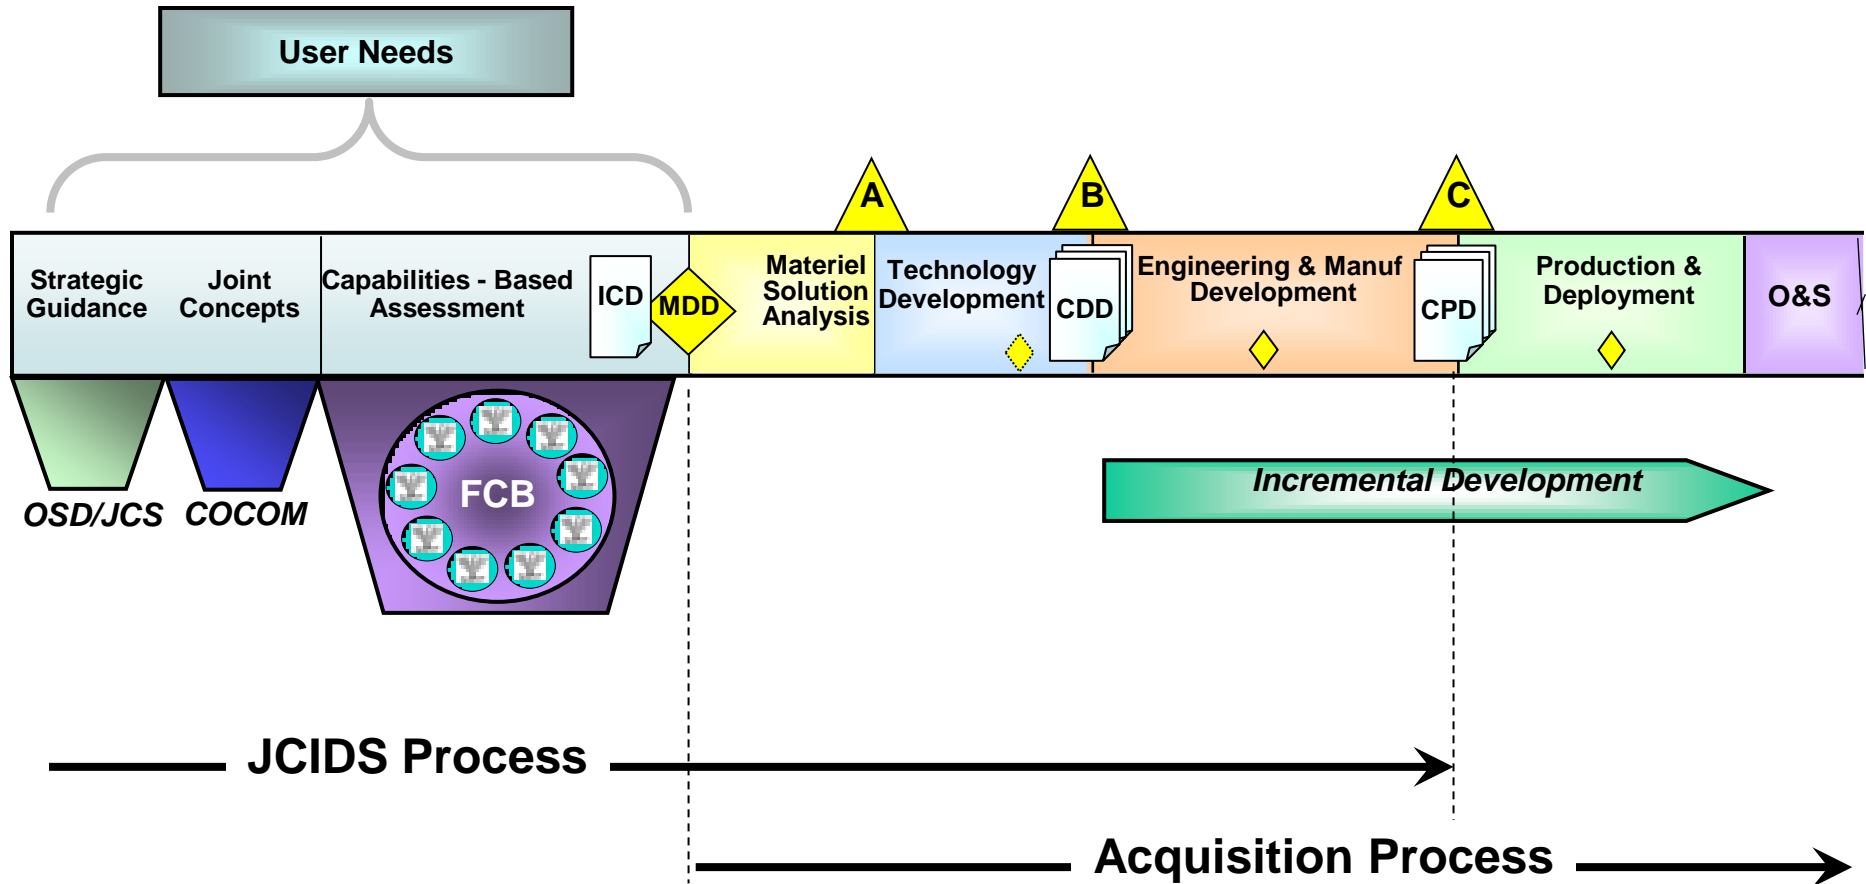 User Needs
A
B
C
Strategic
Guidance
Joint
Concepts
Capabilities - Based
Assessment
ICD
MDD
Materiel
Solution
Analysis
Technology
Development
CDD
Engineering & Manuf
Development
CPD
Production &
Deployment
O&S
FCB
OSD/JCS
COCOM
Incremental Development
JCIDS Process
Acquisition Process